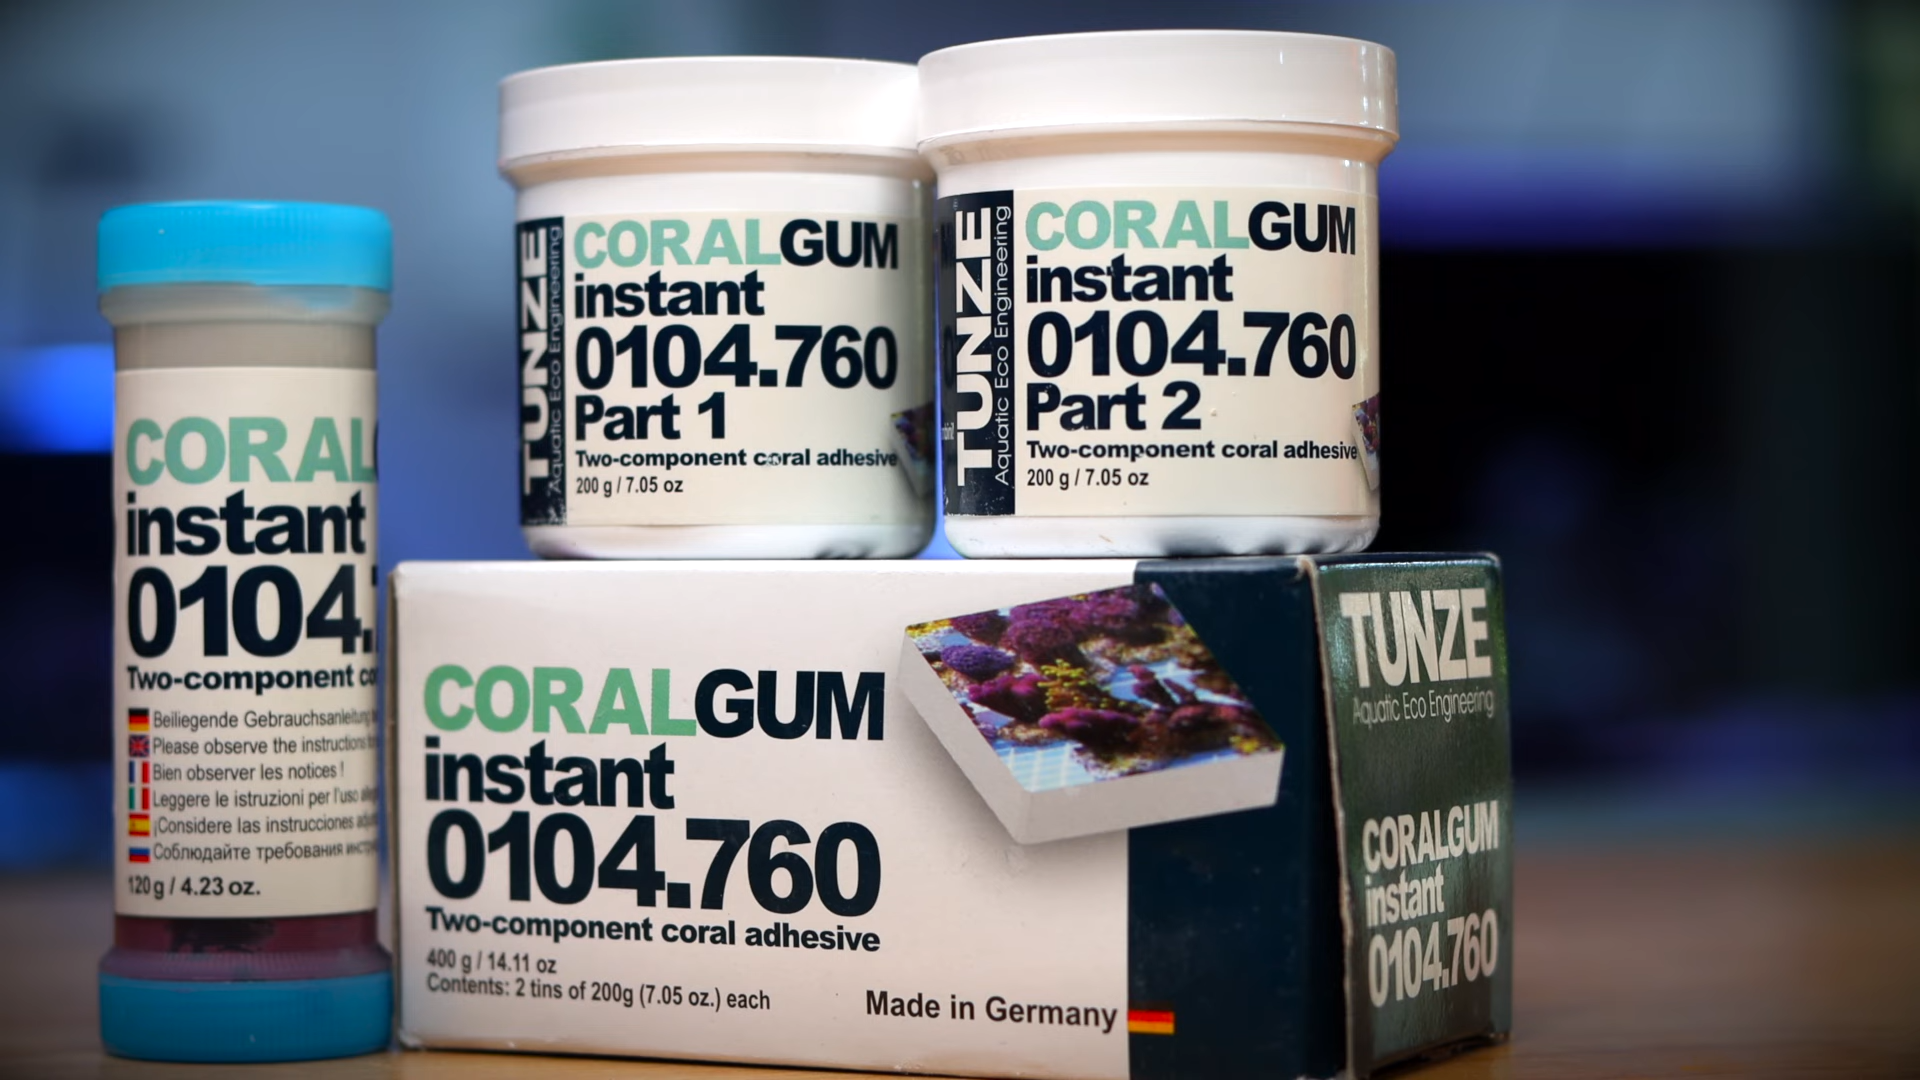 CORAL
instant
0104.
Two-component
Beiliegende Gebrauchsanleitung
Please observe the instructions
Bien observer les notices !
Leggere le istruzioni per l'uso
¡Considere las instrucciones
Соблюдайте требования
120 g / 4.23 oz.
TUNZE
Aquatic Eco Engineering
CORALGUM
instant
0104.760
Part 1
Two-component coral adhesive
200 g / 7.05 oz
TUNZE
Aquatic Eco Engineering
CORALGUM
instant
0104.760
Part 2
Two-component coral adhesive
200 g / 7.05 oz
CORALGUM
instant
0104.760
Two-component coral adhesive
400 g / 14.11 oz
Contents: 2 tins of 200g (7.05 oz.) each
Made in Germany
TUNZE
Aquatic Eco Engineering
CORALGUM
instant
0104.760